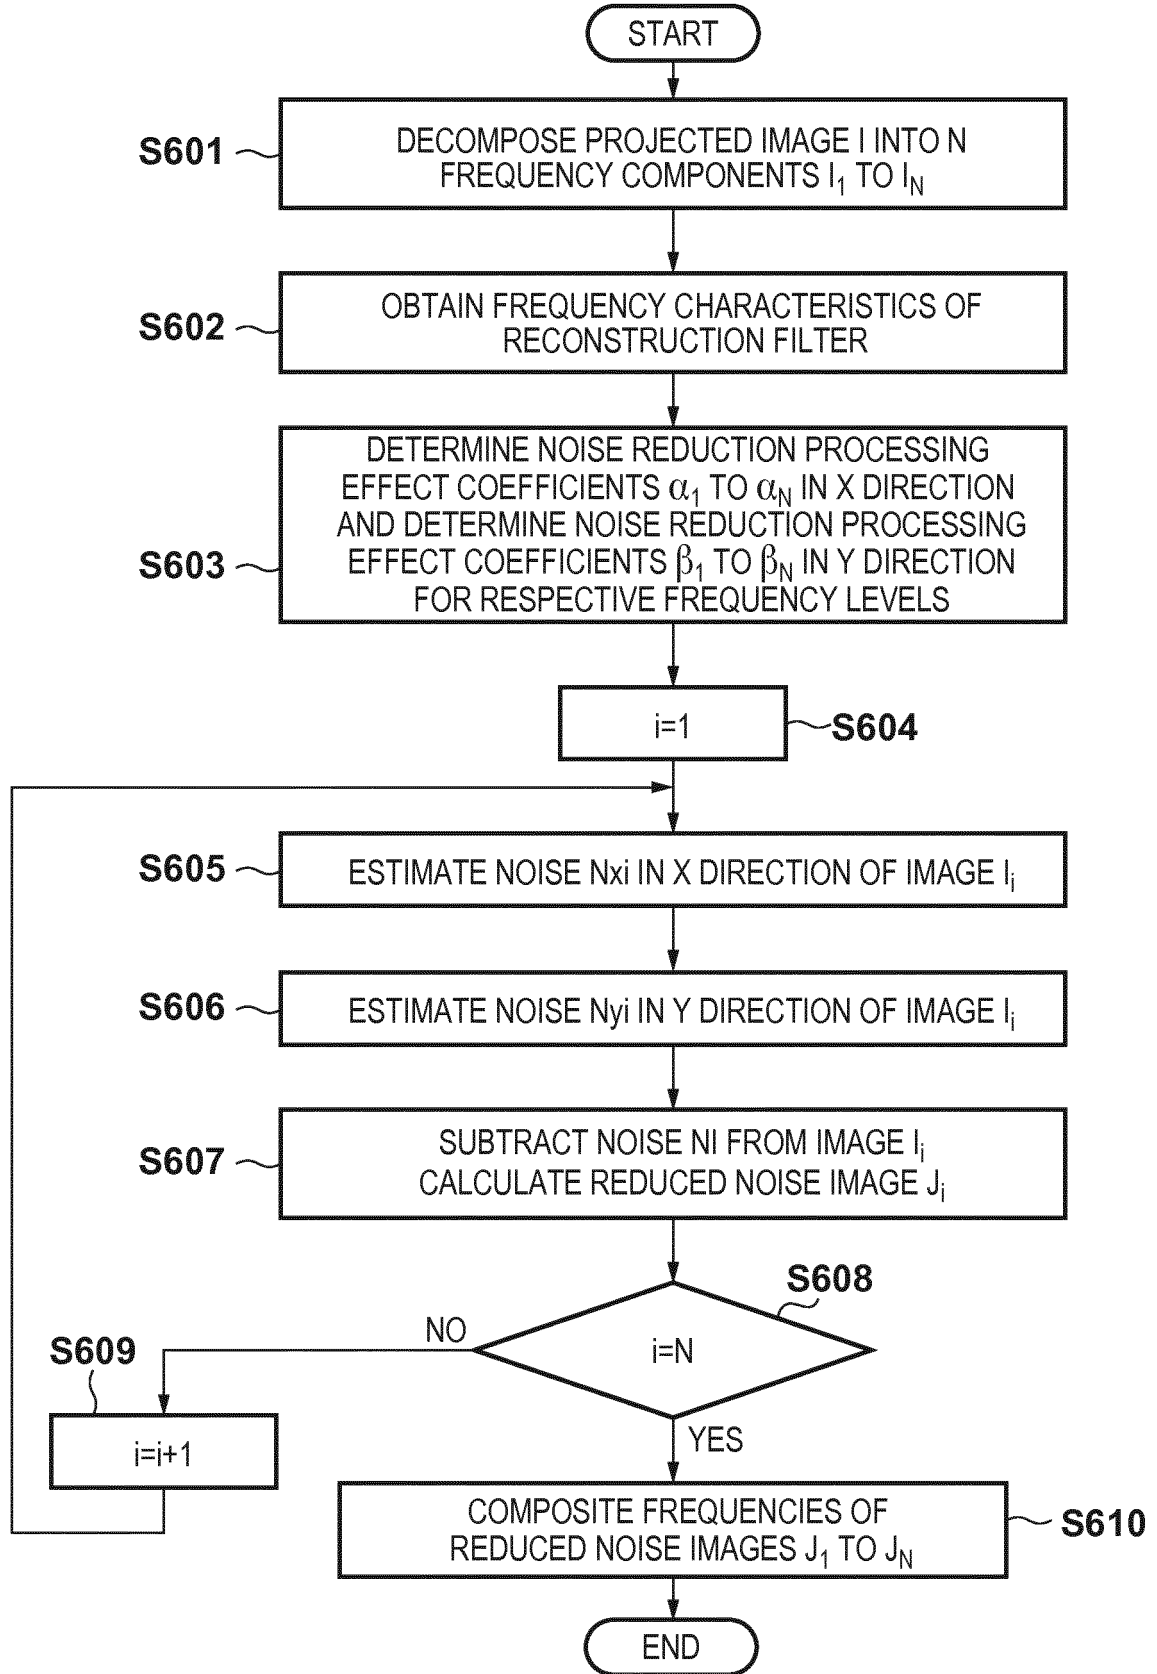 START
S601
DECOMPOSE PROJECTED IMAGE I INTO N
FREQUENCY COMPONENTS I₁ TO I_N
S602
OBTAIN FREQUENCY CHARACTERISTICS OF
RECONSTRUCTION FILTER
S603
DETERMINE NOISE REDUCTION PROCESSING
EFFECT COEFFICIENTS α₁ TO α_N IN X DIRECTION
AND DETERMINE NOISE REDUCTION PROCESSING
EFFECT COEFFICIENTS β₁ TO β_N IN Y DIRECTION
FOR RESPECTIVE FREQUENCY LEVELS
i=1
S604
S605
ESTIMATE NOISE Nxi IN X DIRECTION OF IMAGE Iᵢ
S606
ESTIMATE NOISE Nyi IN Y DIRECTION OF IMAGE Iᵢ
S607
SUBTRACT NOISE NI FROM IMAGE Iᵢ
CALCULATE REDUCED NOISE IMAGE Jᵢ
S608
i=N
NO
S609
i=i+1
YES
COMPOSITE FREQUENCIES OF
REDUCED NOISE IMAGES J₁ TO J_N
S610
END